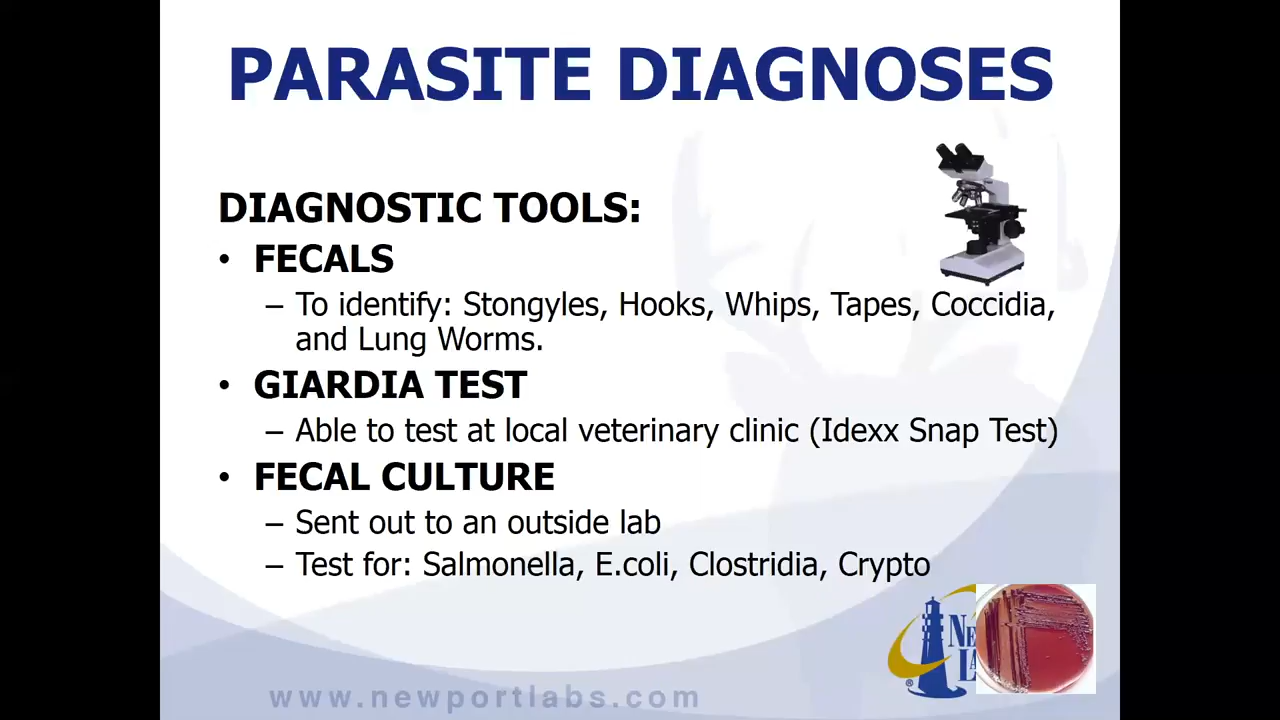 PARASITE DIAGNOSES
DIAGNOSTIC TOOLS:
• FECALS
– To identify: Stongyles, Hooks, Whips, Tapes, Coccidia,
and Lung Worms.
• GIARDIA TEST
– Able to test at local veterinary clinic (Idexx Snap Test)
• FECAL CULTURE
– Sent out to an outside lab
– Test for: Salmonella, E.coli, Clostridia, Crypto
®
www.newportlabs.com